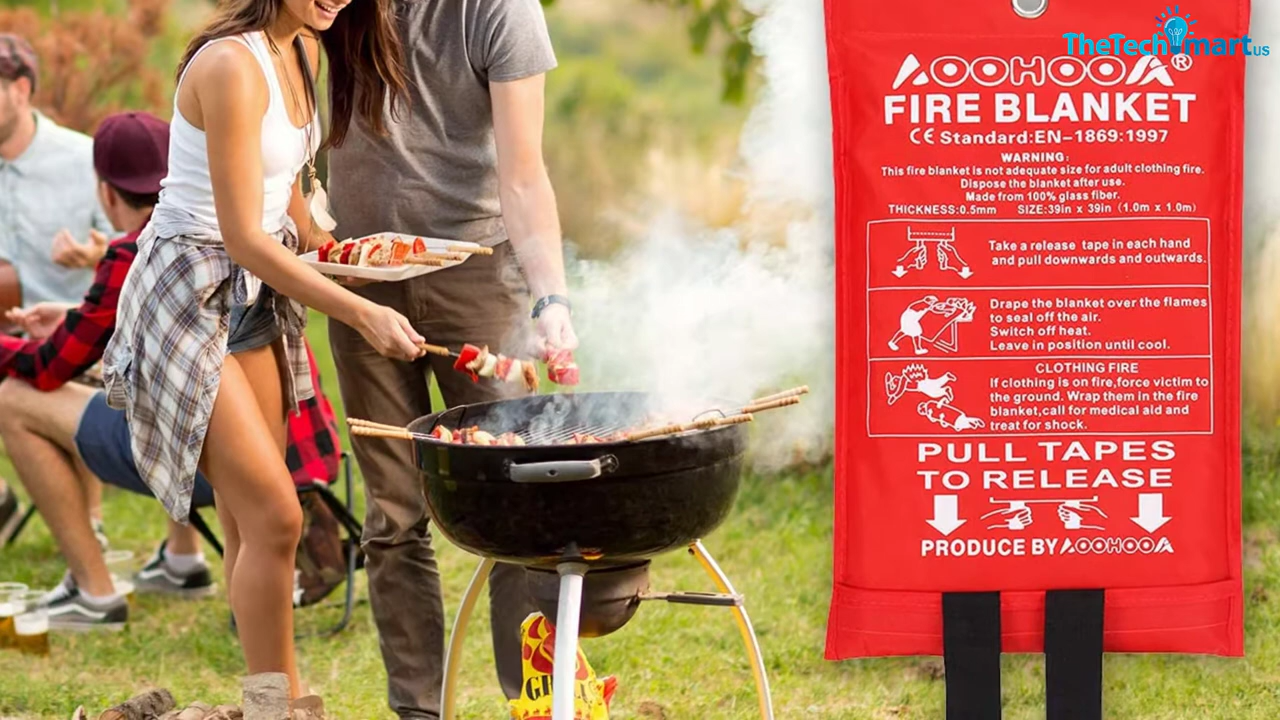 TheTech mart US
AOOHOOA®
FIRE BLANKET
CE Standard:EN-1869:1997
WARNING:
This fire blanket is not adequate size for adult clothing fire.
Dispose the blanket after use.
Made from 100% glass fiber.
THICKNESS:0.5mm SIZE:39in x 39in (1.0m x 1.0m)
Take a release tape in each hand
and pull downwards and outwards.
Drape the blanket over the flames
to seal off the air.
Switch off heat.
Leave in position until cool.
CLOTHING FIRE
If clothing is on fire,force victim to
the ground. Wrap them in the fire
blanket,call for medical aid and
treat for shock.
PULL TAPES
TO RELEASE
PRODUCE BY AOOHOOA